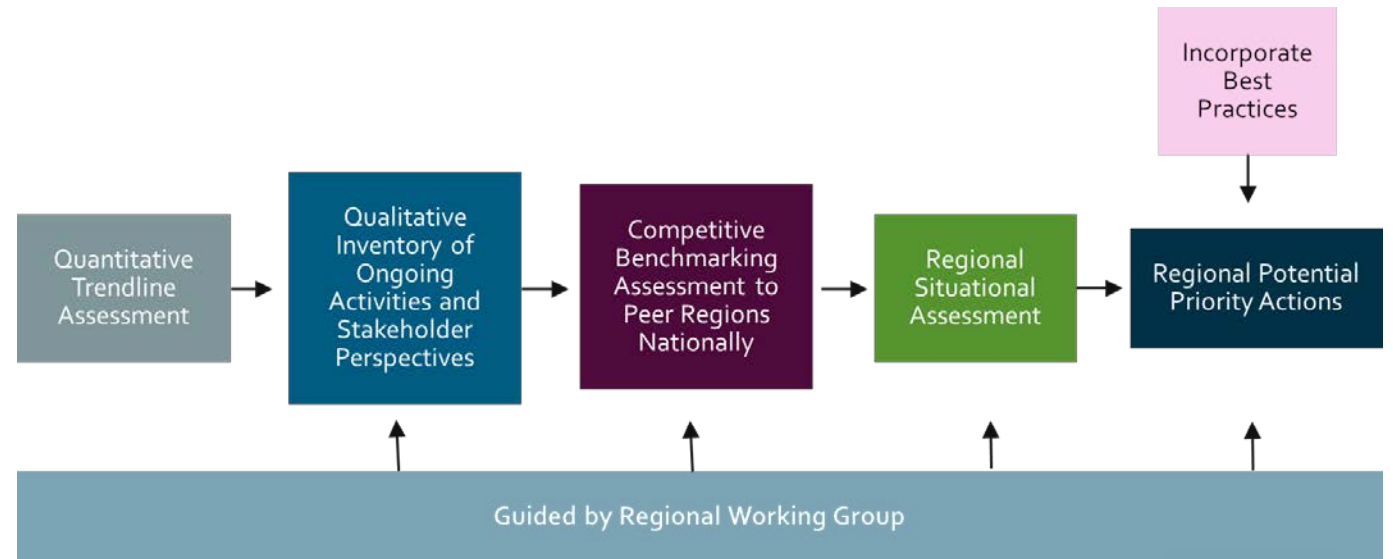 Incorporate
Best
Practices
Quantitative
Trendline
Assessment
Qualitative
Inventory of
Ongoing
Activities and
Stakeholder
Perspectives
Competitive
Benchmarking
Assessment to
Peer Regions
Nationally
Regional
Situational
Assessment
Regional Potential
Priority Actions
Guided by Regional Working Group